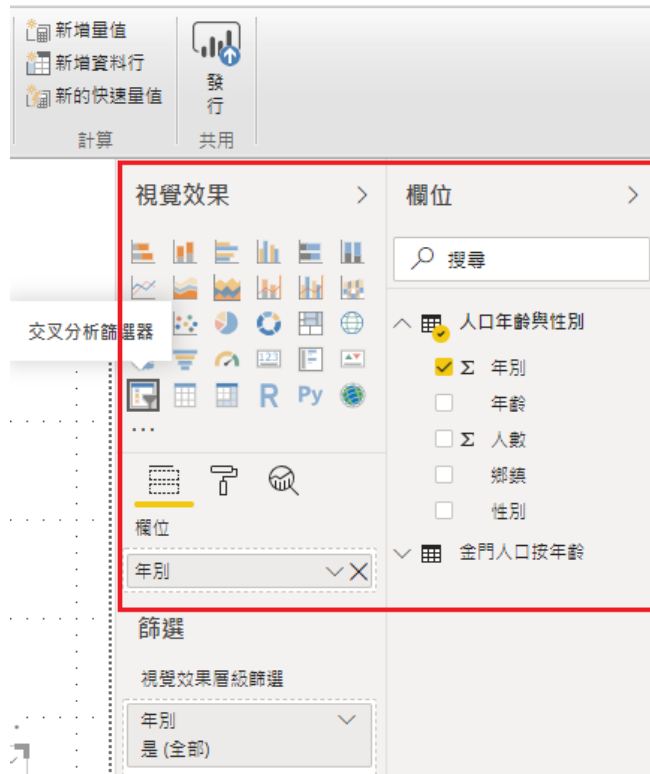 新增量值
新增資料行
新的快速量值
計算
發
行
共用
視覺效果
欄位
搜尋
交叉分析篩選器
123
R
Py
人口年齡與性別
Σ 年別
年齡
Σ 人數
鄉鎮
性別
金門人口按年齡
...
欄位
年別
篩選
視覺效果層級篩選
年別
是 (全部)